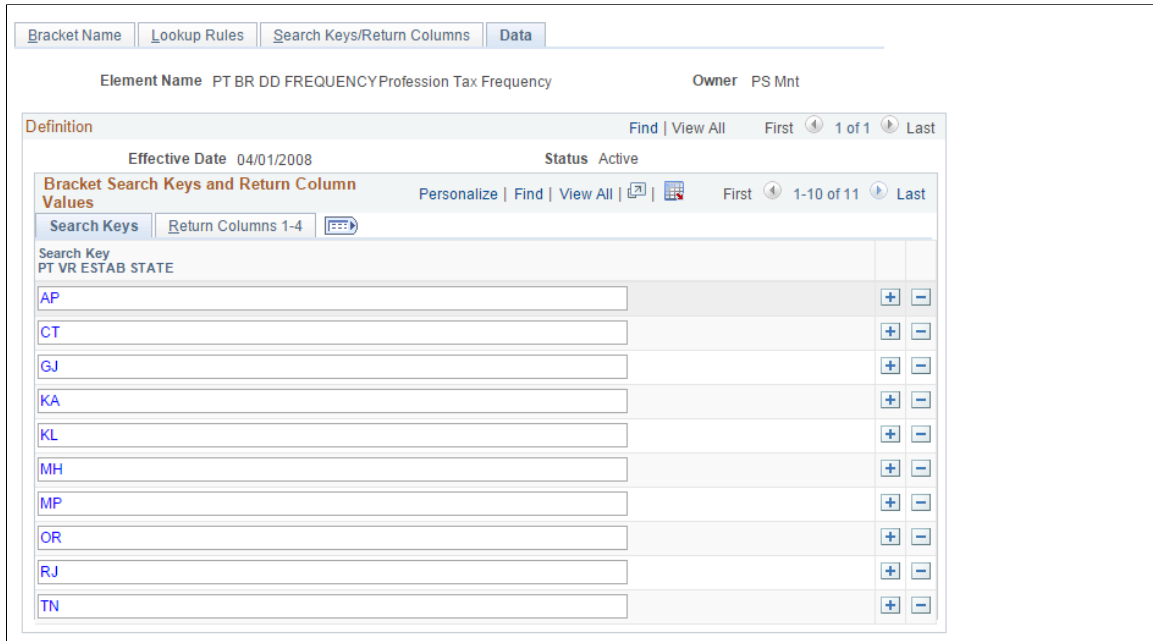 Bracket Name Lookup Rules Search Keys/Return Columns Data
Element Name PT BR DD FREQUENCY Profession Tax Frequency Owner PS Mnt
Definition Find | View All First 1 of 1 Last
Effective Date 04/01/2008 Status Active
Bracket Search Keys and Return Column
Values
Personalize | Find | View All | | First 1-10 of 11 Last
Search Keys Return Columns 1-4
Search Key
PT VR ESTAB STATE
AP
CT
GJ
KA
KL
MH
MP
OR
RJ
TN